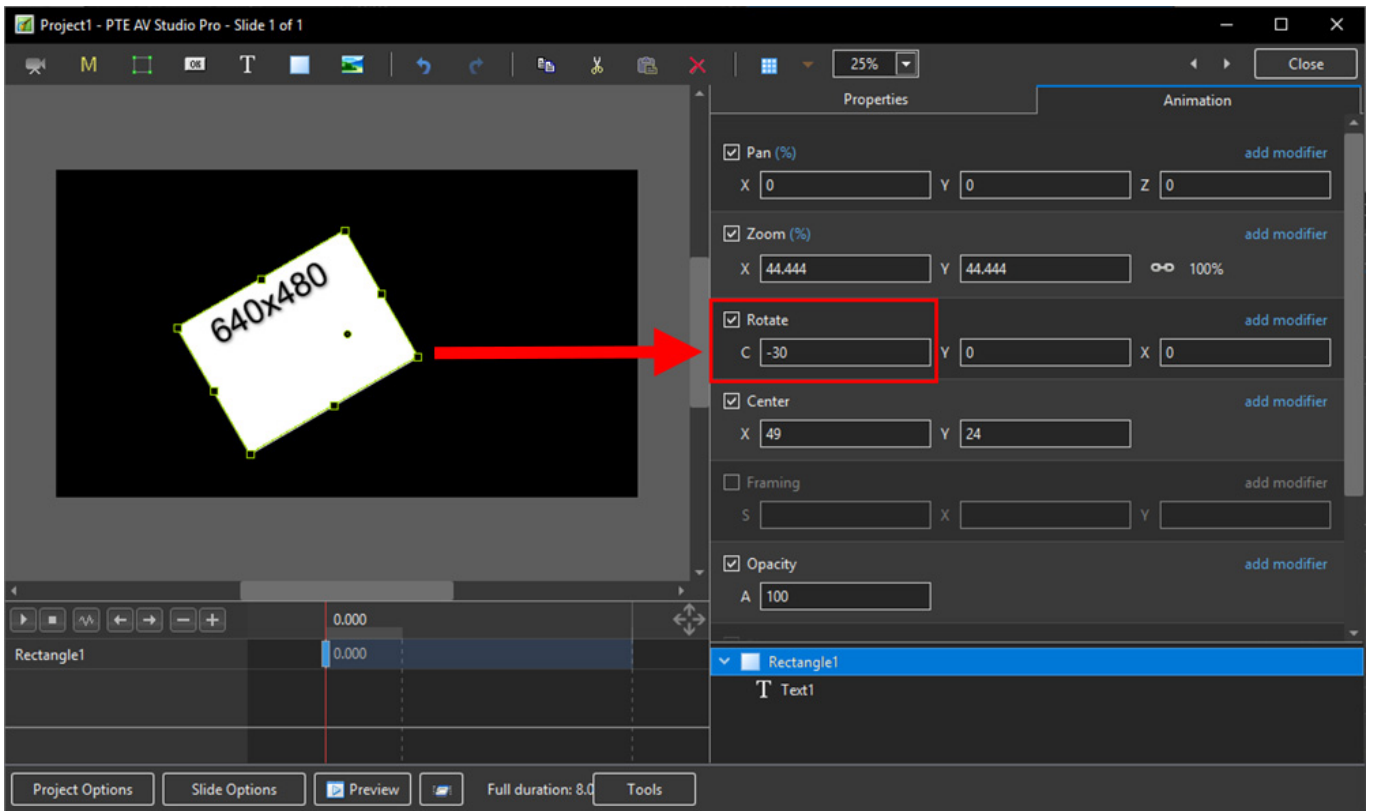 Project1 - PTE AV Studio Pro - Slide 1 of 1
M OK T 25% Close
Properties Animation
Pan (%) add modifier
X 0 Y 0 Z 0
Zoom (%) add modifier
X 44.444 Y 44.444 100%
640x480
Rotate add modifier
C -30 Y 0 X 0
Center add modifier
X 49 Y 24
Framing add modifier
S X Y
Opacity add modifier
A 100
0.000
Rectangle1 0.000
Rectangle1
T Text1
Project Options Slide Options Preview Full duration: 8.0 Tools